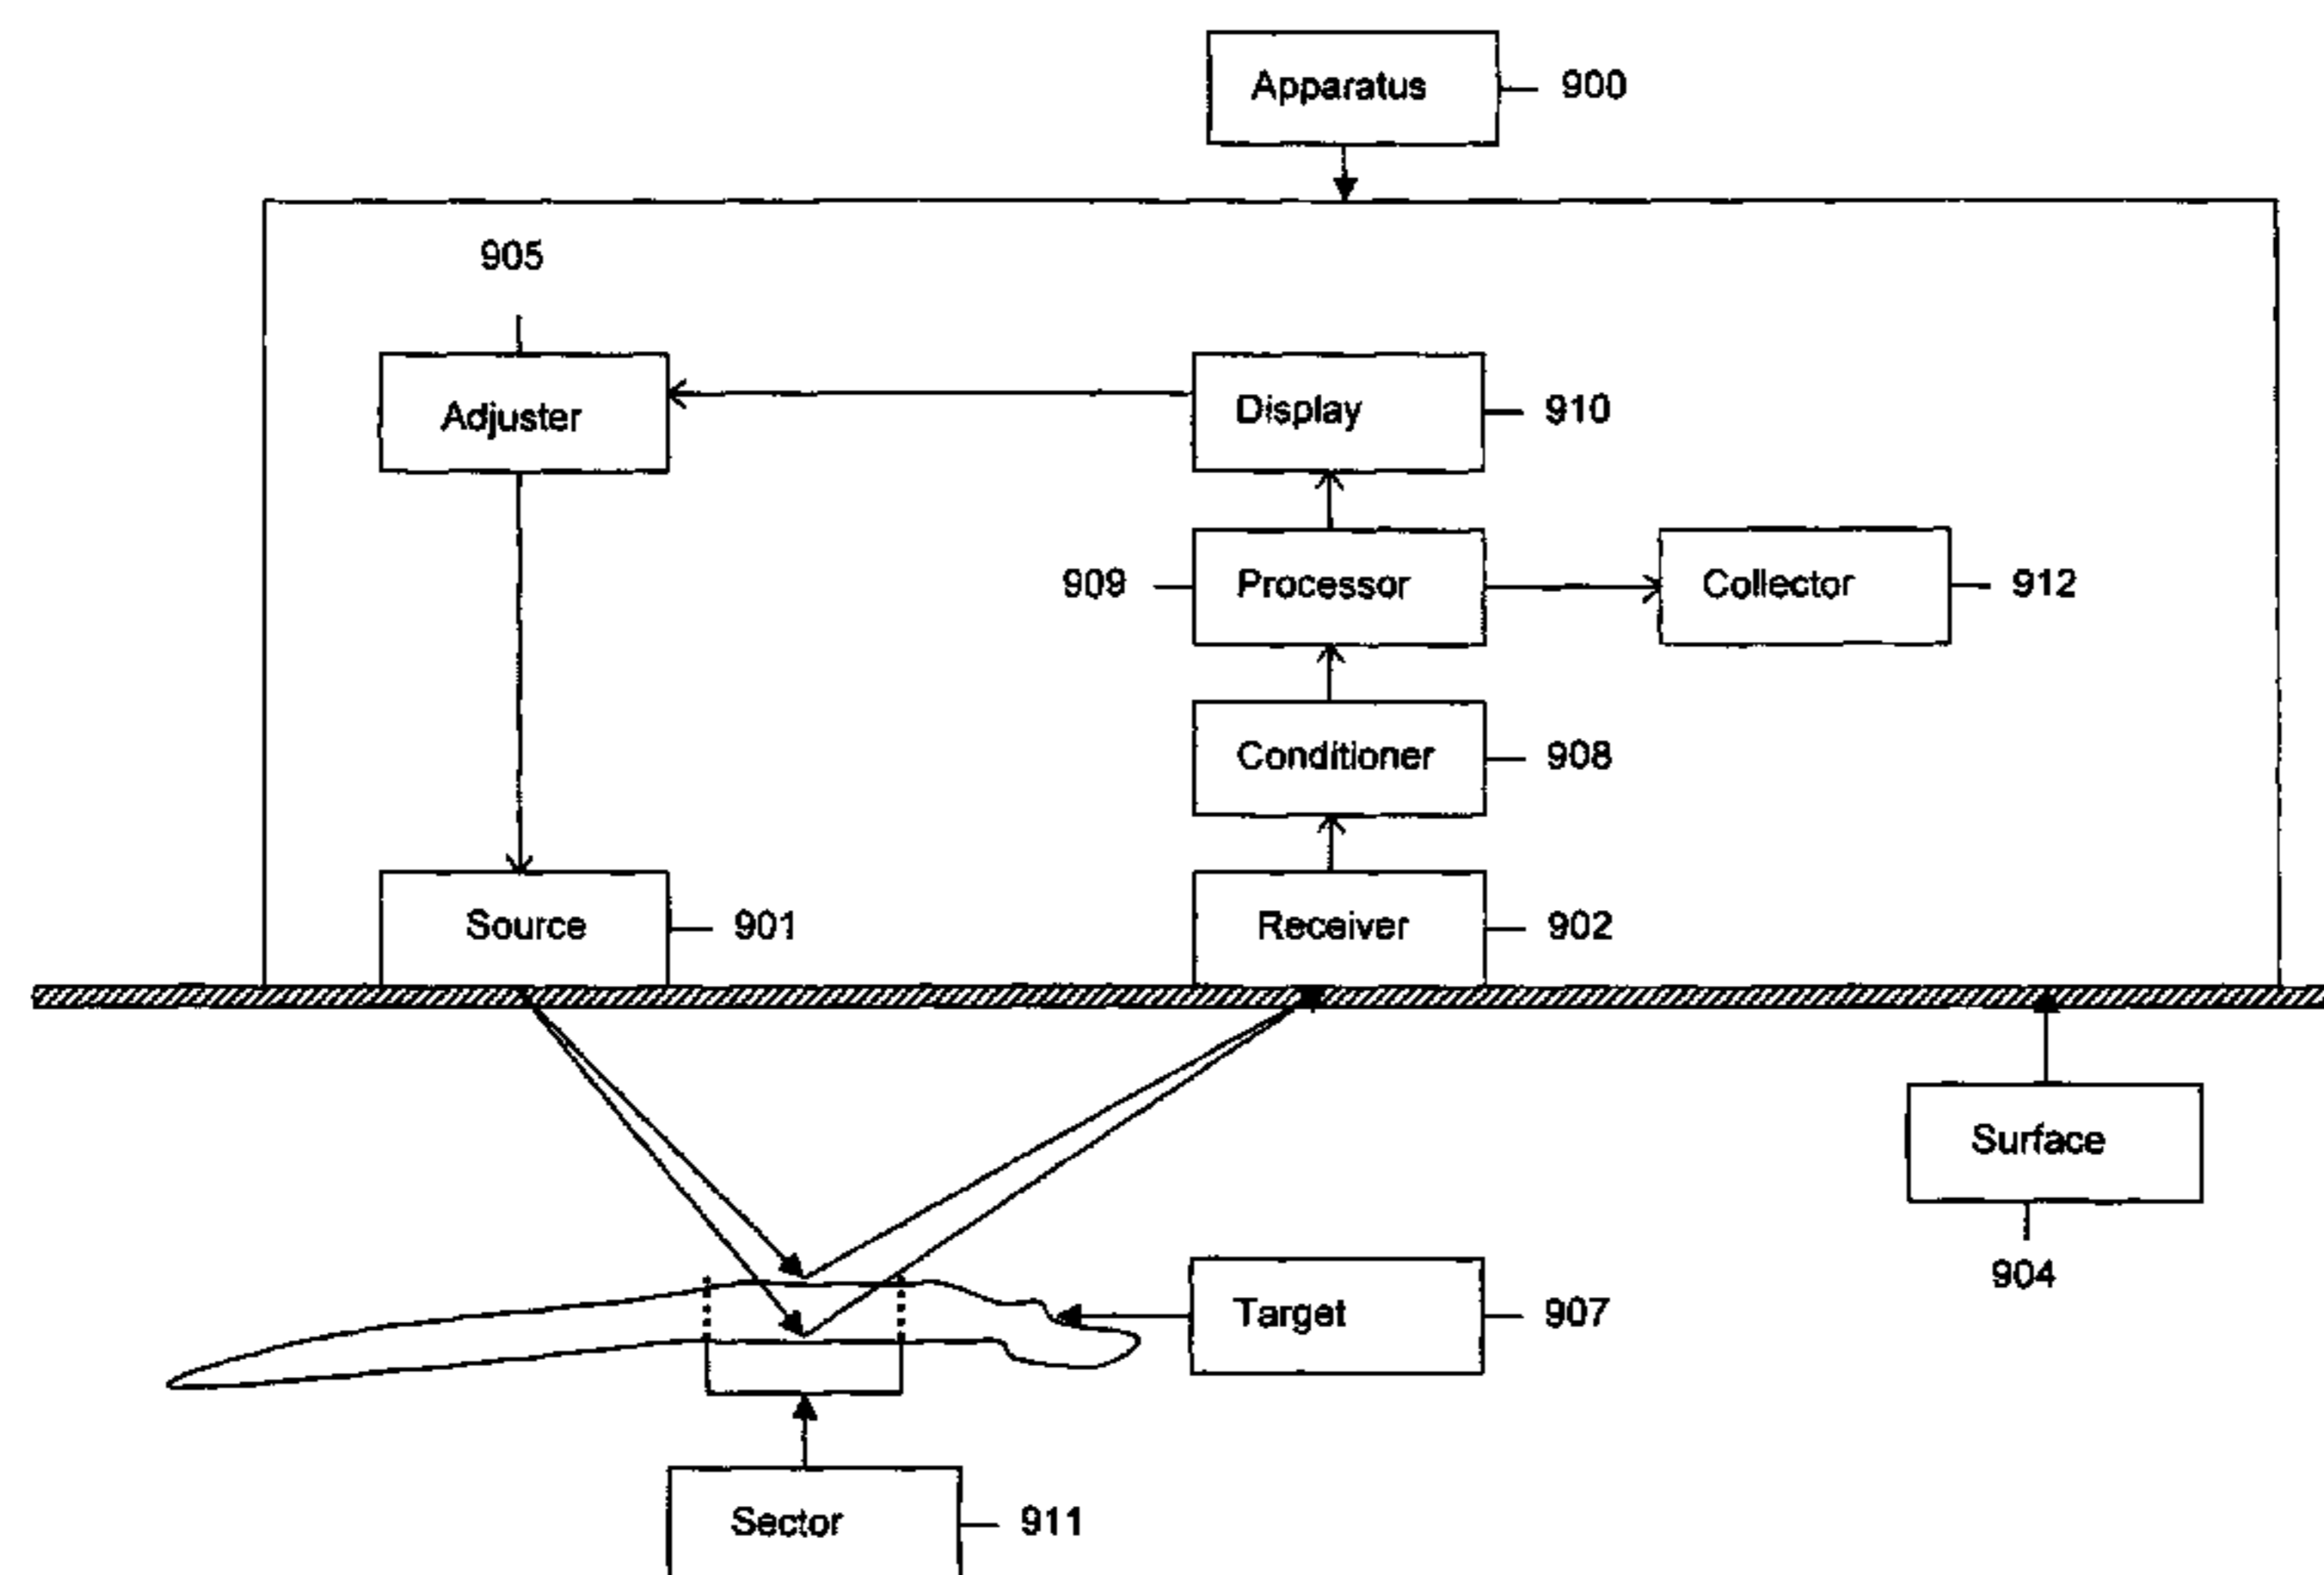 Apparatus 900
905
Adjuster
Display 910
909 Processor
Collector 912
Conditioner 908
Source 901
Receiver 902
Surface
904
Target 907
Sector 911